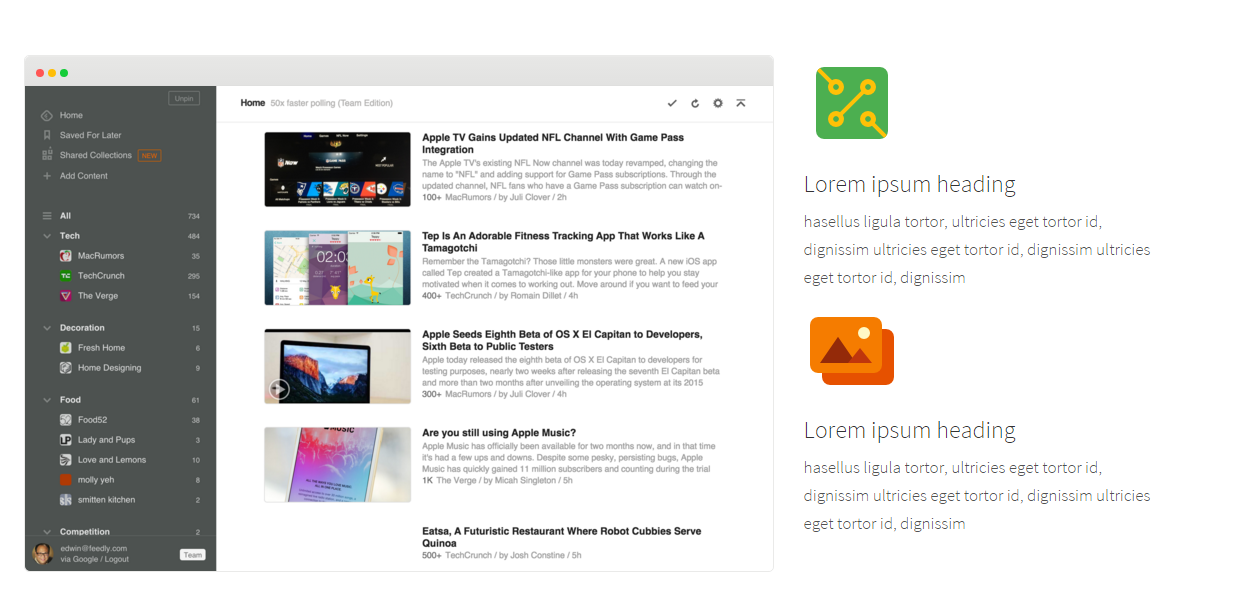 Unpin
Home
Saved For Later
Shared Collections NEW
Add Content
All 734
Tech 484
MacRumors 35
TC TechCrunch 295
The Verge 154
Decoration 15
Fresh Home 6
Home Designing 9
Food 61
Food52 38
LP Lady and Pups 3
Love and Lemons 10
molly yeh 8
smitten kitchen 2
Competition 2
edwin@feedly.com
via Google / Logout
Team
Home 50x faster polling (Team Edition)
Apple TV Gains Updated NFL Channel With Game Pass
Integration
The Apple TV's existing NFL Now channel was today revamped, changing the
name to "NFL" and adding support for Game Pass subscriptions. Through the
updated channel, NFL fans who have a Game Pass subscription can watch on-
100+ MacRumors / by Juli Clover / 2h
02:0
Tep Is An Adorable Fitness Tracking App That Works Like A
Tamagotchi
Remember the Tamagotchi? Those little monsters were great. A new iOS app
called Tep created a Tamagotchi-like app for your phone to help you stay
motivated when it comes to working out. Move around if you want to feed your
400+ TechCrunch / by Romain Dillet / 4h
Apple Seeds Eighth Beta of OS X El Capitan to Developers,
Sixth Beta to Public Testers
Apple today released the eighth beta of OS X El Capitan to developers for
testing purposes, nearly two weeks after releasing the seventh El Capitan beta
and more than two months after unveiling the operating system at its 2015
300+ MacRumors / by Juli Clover / 4h
MUSIC
Are you still using Apple Music?
Apple Music has officially been available for two months now, and in that time
it's had a few ups and downs. Despite some pesky, persisting bugs, Apple
Music has quickly gained 11 million subscribers and counting during the trial
1K The Verge / by Micah Singleton / 5h
Eatsa, A Futuristic Restaurant Where Robot Cubbies Serve
Quinoa
500+ TechCrunch / by Josh Constine / 5h
Lorem ipsum heading
hasellus ligula tortor, ultricies eget tortor id,
dignissim ultricies eget tortor id, dignissim ultricies
eget tortor id, dignissim
Lorem ipsum heading
hasellus ligula tortor, ultricies eget tortor id,
dignissim ultricies eget tortor id, dignissim ultricies
eget tortor id, dignissim